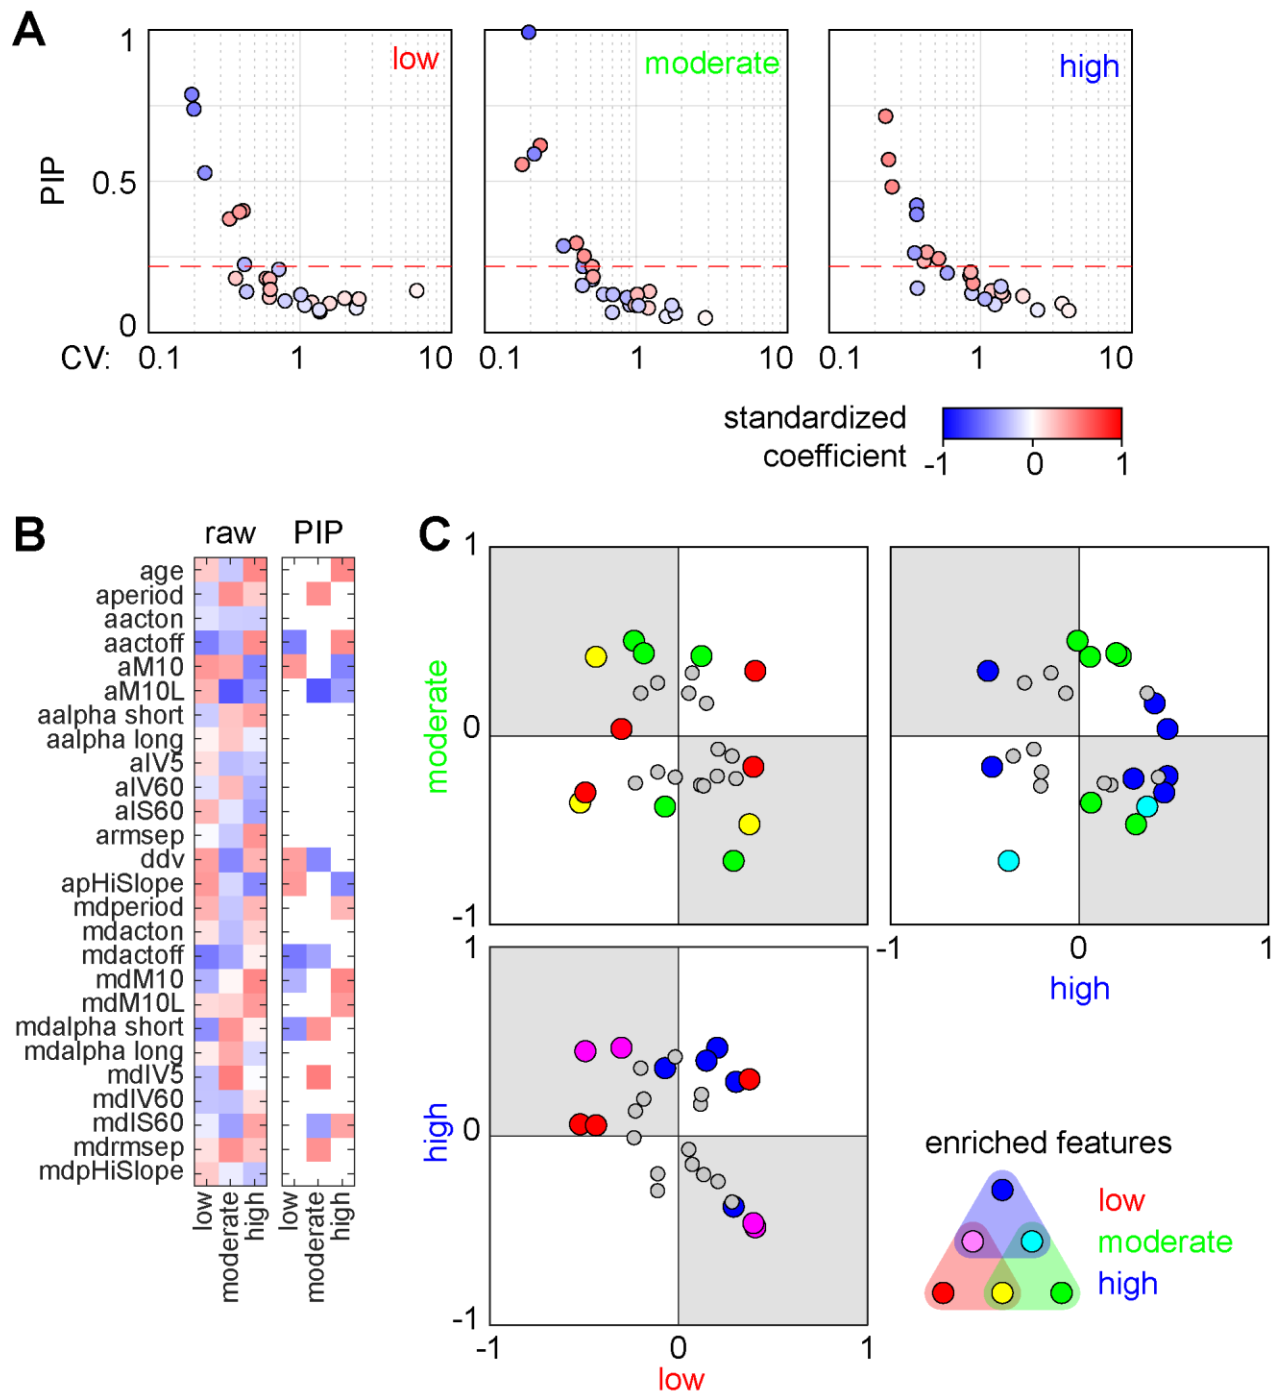 A
low
moderate
high
PIP
1
0.5
0
CV:
0.1 1 10
0.1 1 10
0.1 1 10
standardized
coefficient
-1 0 1
B
raw PIP
age
aperiod
aacton
aactoff
aM10
aM10L
aalpha short
aalpha long
aIV5
aIV60
aIS60
armsep
ddv
apHiSlope
mdperiod
mdacton
mdactoff
mdM10
mdM10L
mdalpha short
mdalpha long
mdIV5
mdIV60
mdIS60
mdrmsep
mdpHiSlope
low
moderate
high
low
moderate
high
C
1
moderate
0
-1
-1 0 1
high
1
high
0
-1
-1 0 1
low
enriched features
low
moderate
high